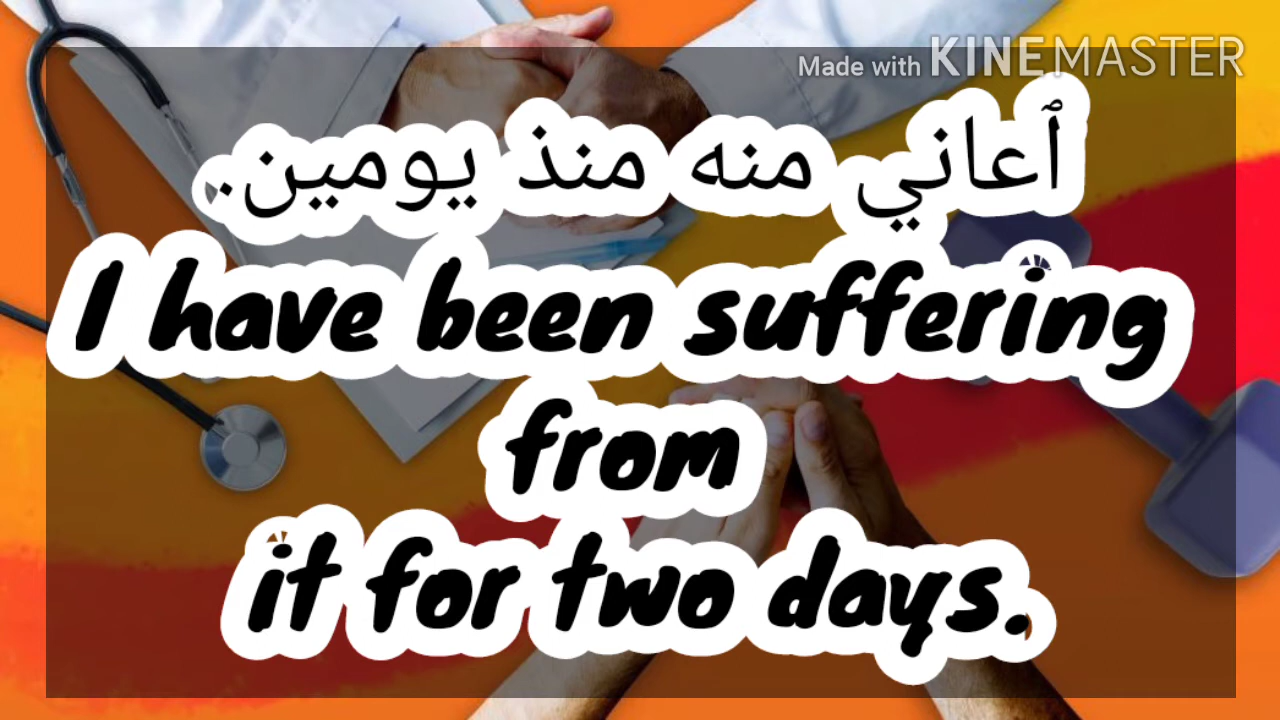 Made with KINEMASTER
أعاني منه منذ يومين.
I have been suffering
from
it for two days.